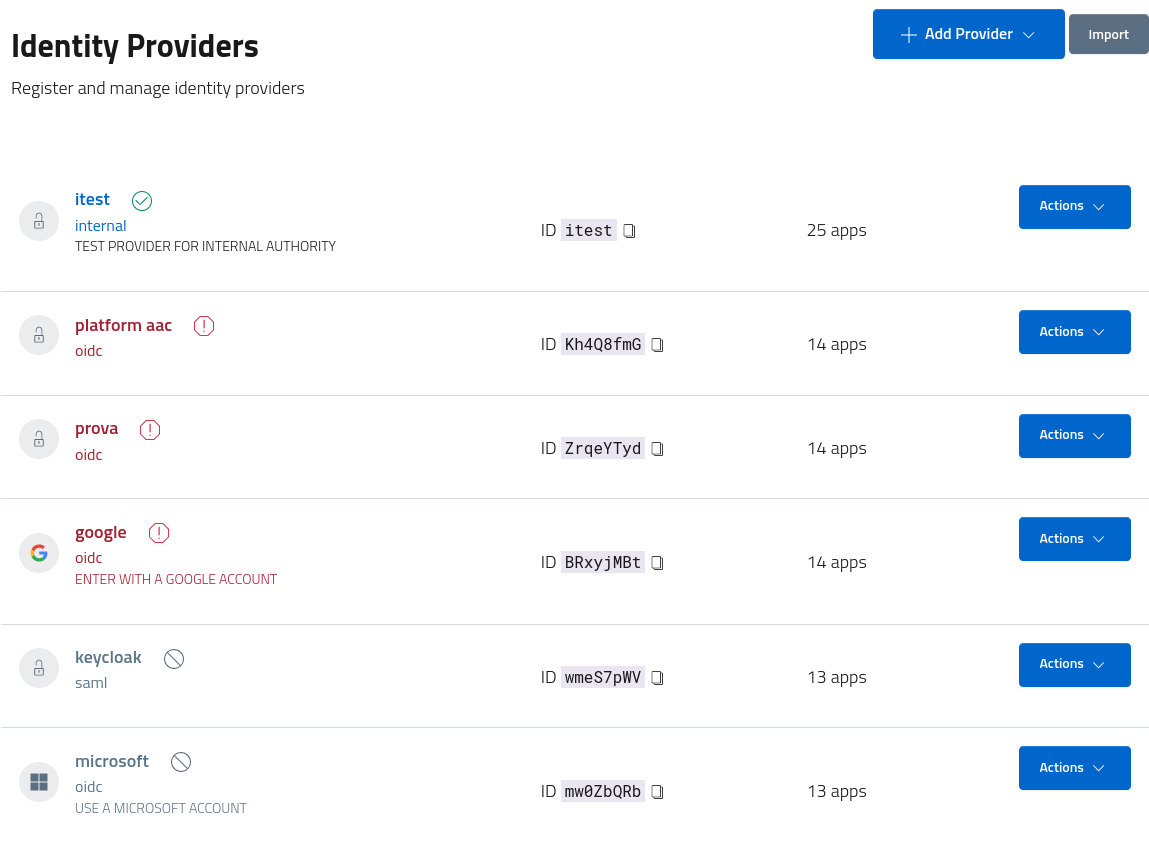 Identity Providers
Add Provider
Import
Register and manage identity providers
itest
internal
TEST PROVIDER FOR INTERNAL AUTHORITY
ID itest
25 apps
Actions
platform aac
oidc
ID Kh4Q8fmG
14 apps
Actions
prova
oidc
ID ZrqeYTyd
14 apps
Actions
google
oidc
ENTER WITH A GOOGLE ACCOUNT
ID BRxyjMBt
14 apps
Actions
keycloak
saml
ID wmeS7pWV
13 apps
Actions
microsoft
oidc
USE A MICROSOFT ACCOUNT
ID mw0ZbQRb
13 apps
Actions